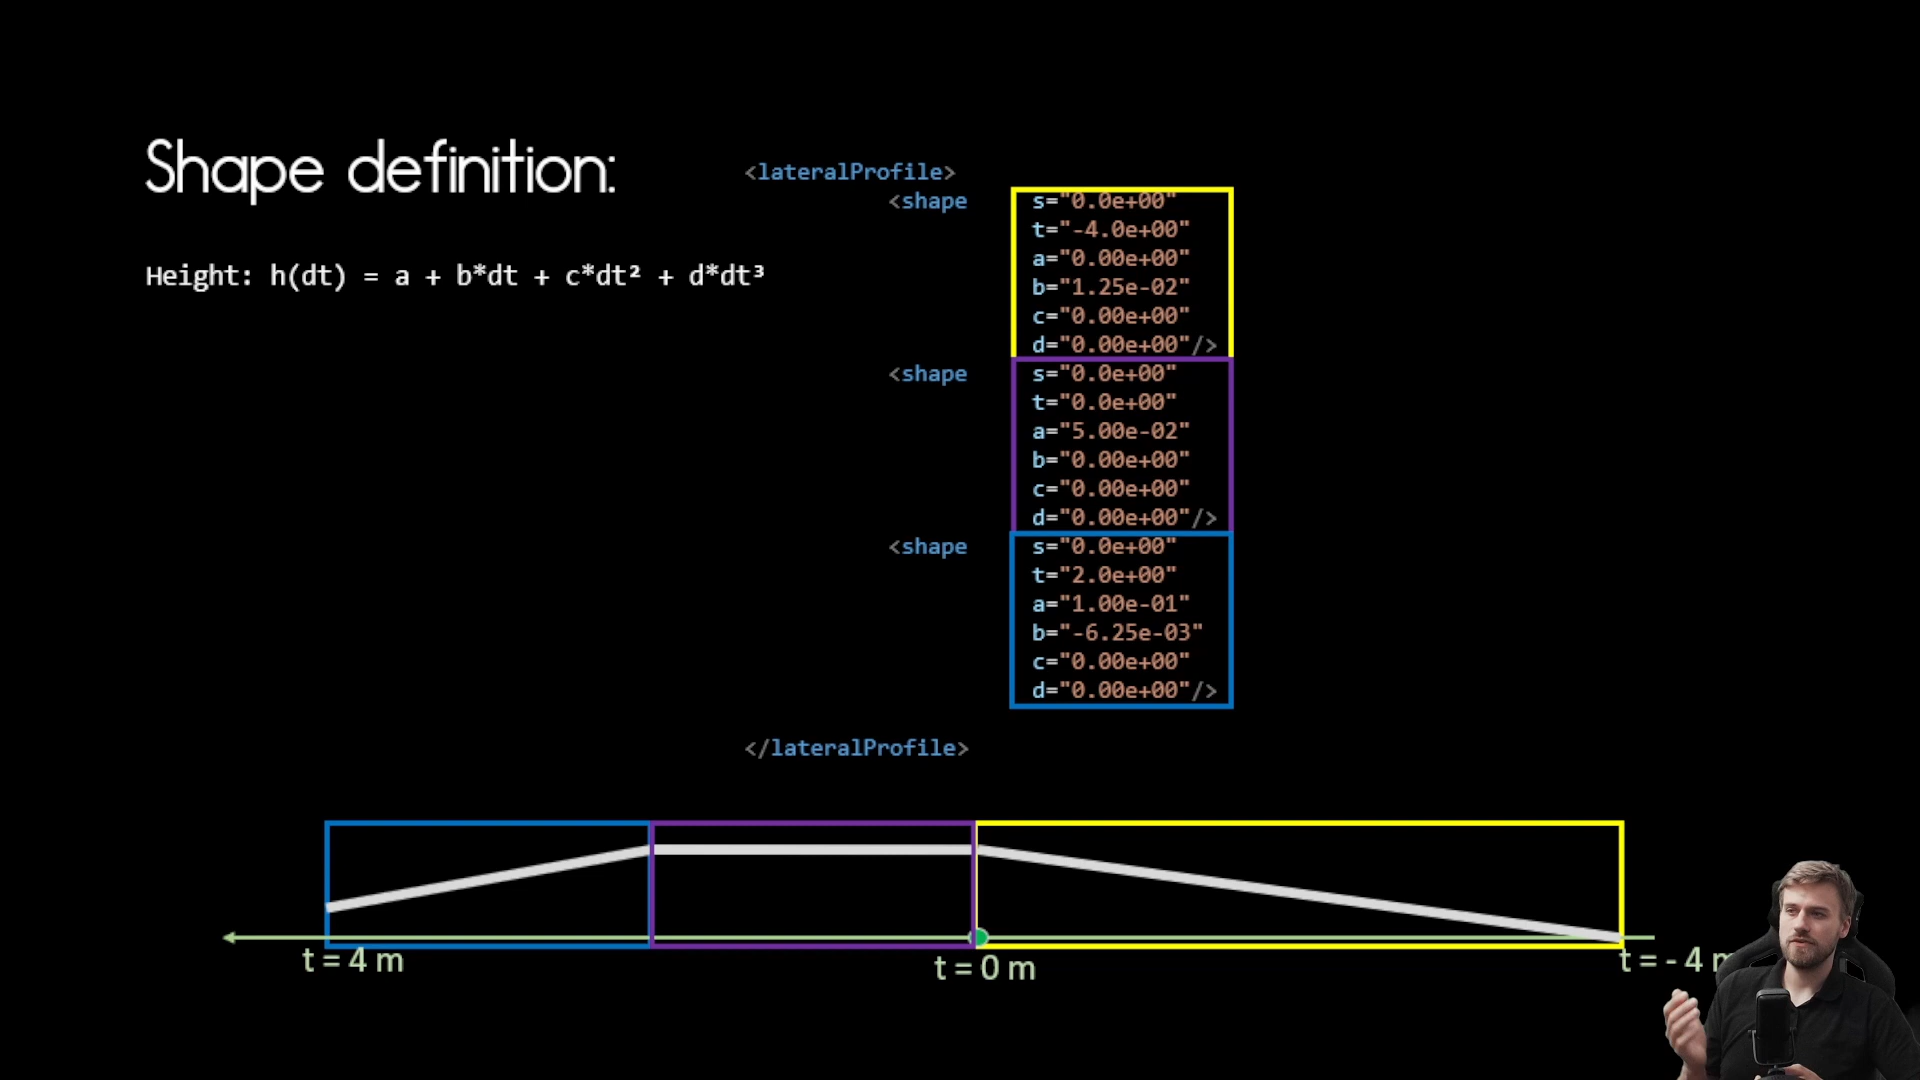 Shape definition:
Height: h(dt) = a + b*dt + c*dt² + d*dt³
<lateralProfile>
<shape s="0.0e+00"
t="-4.0e+00"
a="0.00e+00"
b="1.25e-02"
c="0.00e+00"
d="0.00e+00"/>
<shape s="0.0e+00"
t="0.0e+00"
a="5.00e-02"
b="0.00e+00"
c="0.00e+00"
d="0.00e+00"/>
<shape s="0.0e+00"
t="2.0e+00"
a="1.00e-01"
b="-6.25e-03"
c="0.00e+00"
d="0.00e+00"/>
</lateralProfile>
t = 4 m
t = 0 m
t = - 4 m